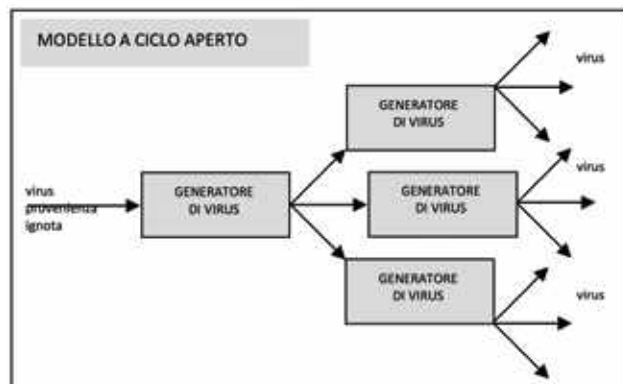 MODELLO A CICLO APERTO
virus
GENERATORE
DI VIRUS
virus
virus
provenienza
ignota
GENERATORE
DI VIRUS
GENERATORE
DI VIRUS
GENERATORE
DI VIRUS
virus